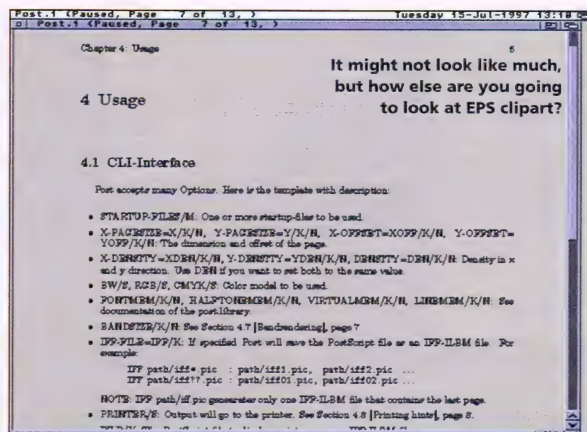 Post.1 (Paused, Page 7 of 13, ) Tuesday 15-Jul-1997 13:18
Post.1 (Paused, Page 7 of 13, )
Chapter 4: Usage 6
It might not look like much,
but how else are you going
to look at EPS clipart?
4 Usage
4.1 CLI-Interface
Post accepts many Options. Here is the template with description:
• STARTUP-FILES/M: One or more startup-files to be used.
• X-PAGESIZE=X/K/N, Y-PAGESIZE=Y/K/N, X-OFFSET=XOFF/K/N, Y-OFFSET=
YOFF/K/N: The dimension and offset of the page.
• X-DENSITY=XDEN/K/N, Y-DENSITY=YDEN/K/N, DENSITY=DEN/K/N: Density in x
and y direction. Use DEN if you want to set both to the same value.
• BW/S, RGB/S, CMYK/S: Color model to be used.
• FONTMEM/K/N, HALFTONEMEM/K/N, VIRTUALMEM/K/N, LINEMEM/K/N: See
documentation of the post.library.
• BANDSIZE/K/N: See Section 4.7 [Bandrendering], page 7
• IFF-FILE=IFF/K: If specified Port will save the PostScript file as an IFF-ILBM file. For
example:
IFF path/iff*.pic : path/iff1.pic, path/iff2.pic ...
IFF path/iff??.pic : path/iff01.pic, path/iff02.pic ...
NOTE: IFF path/iff.pic generates only one IFF-ILBM file that contains the last page.
• PRINTER/S: Output will go to the printer. See Section 4.8 [Printing hints], page 8.